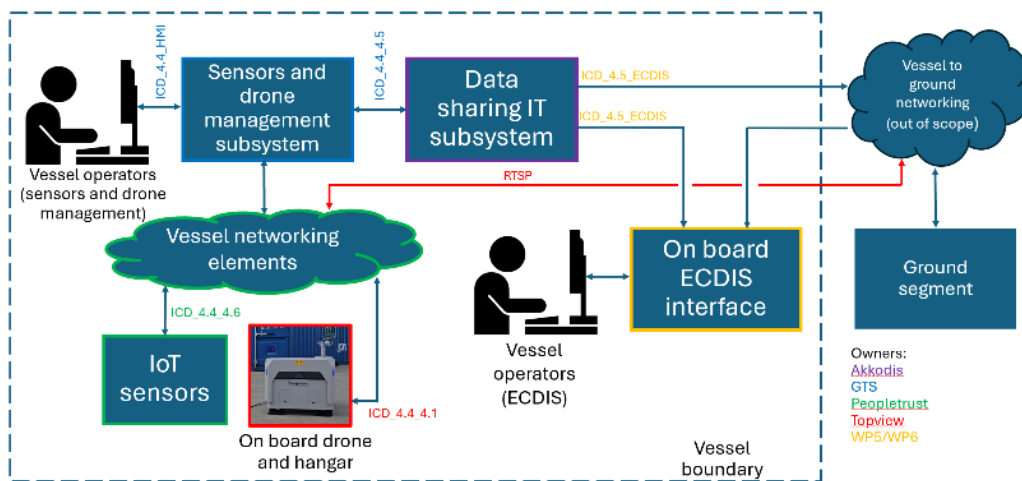 ICD_4.4_HMI
Sensors and
drone
management
subsystem
ICD_4.4_4.5
Data
sharing IT
subsystem
ICD_4.5_ECDIS
ICD_4.5_ECDIS
Vessel
to
ground
networking
(out of scope)
Vessel operators
(sensors and drone
management)
RTSP
Vessel networking
elements
On board
ECDIS
interface
Ground
segment
ICD_4.4_4.6
IoT
sensors
ICD_4.4_4.1
On board drone
and hangar
Vessel
operators
(ECDIS)
Vessel
boundary
Owners:
Akkodis
GTS
Peopletrust
Topview
WP5/WP6